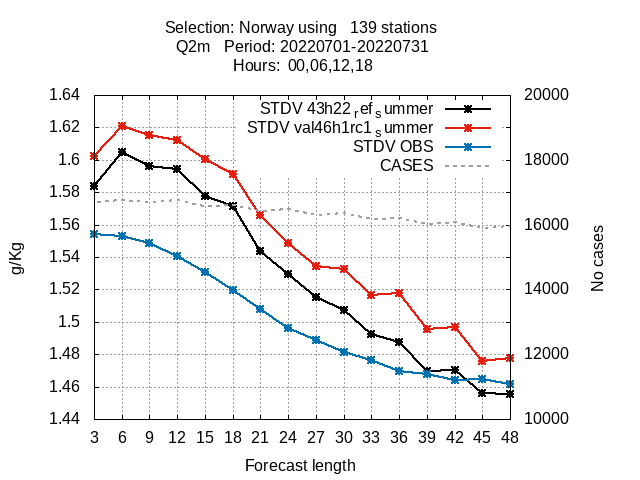 Selection: Norway using   139 stations
Q2m   Period: 20220701-20220731
Hours:  00,06,12,18
STDV 43h22ref_summer
STDV val46h1rc1_summer
STDV OBS
CASES
g/Kg
1.64
1.62
1.6
1.58
1.56
1.54
1.52
1.5
1.48
1.46
1.44
20000
18000
16000
14000
12000
10000
No cases
3 6 9 12 15 18 21 24 27 30 33 36 39 42 45 48
Forecast length